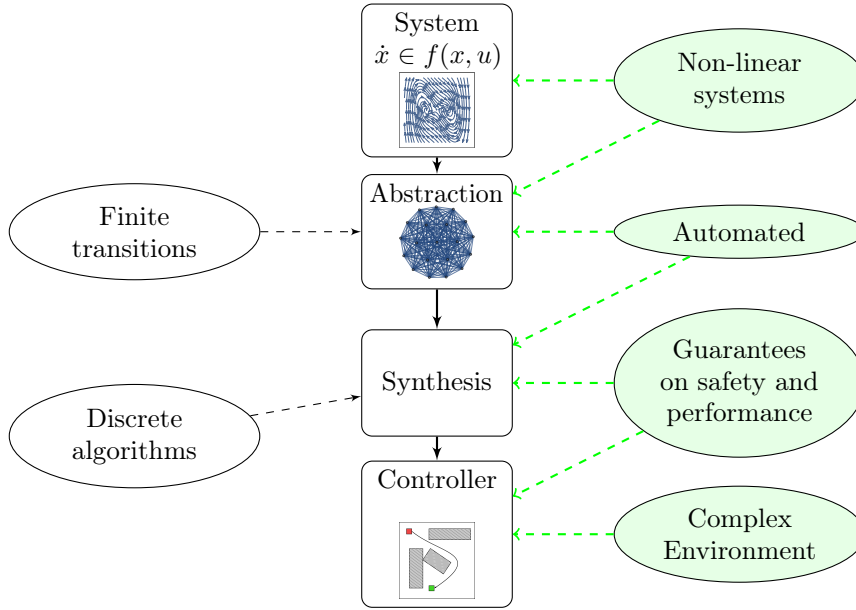 System
ẋ ∈ f(x, u)
Non-linear
systems
Abstraction
Finite
transitions
Automated
Synthesis
Guarantees
on safety and
performance
Discrete
algorithms
Controller
Complex
Environment